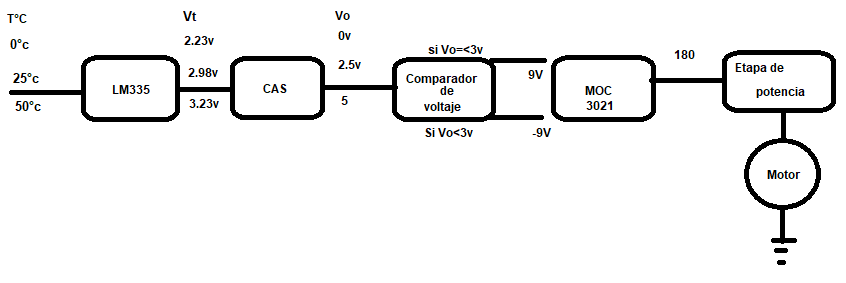 T°C
Vt
Vo
0°c
2.23v
0v
25°c
2.98v
2.5v
50°c
3.23v
5
LM335
CAS
si Vo=<3v
Comparador
de
voltaje
Si Vo<3v
9V
-9V
MOC
3021
180
Etapa de
potencia
Motor